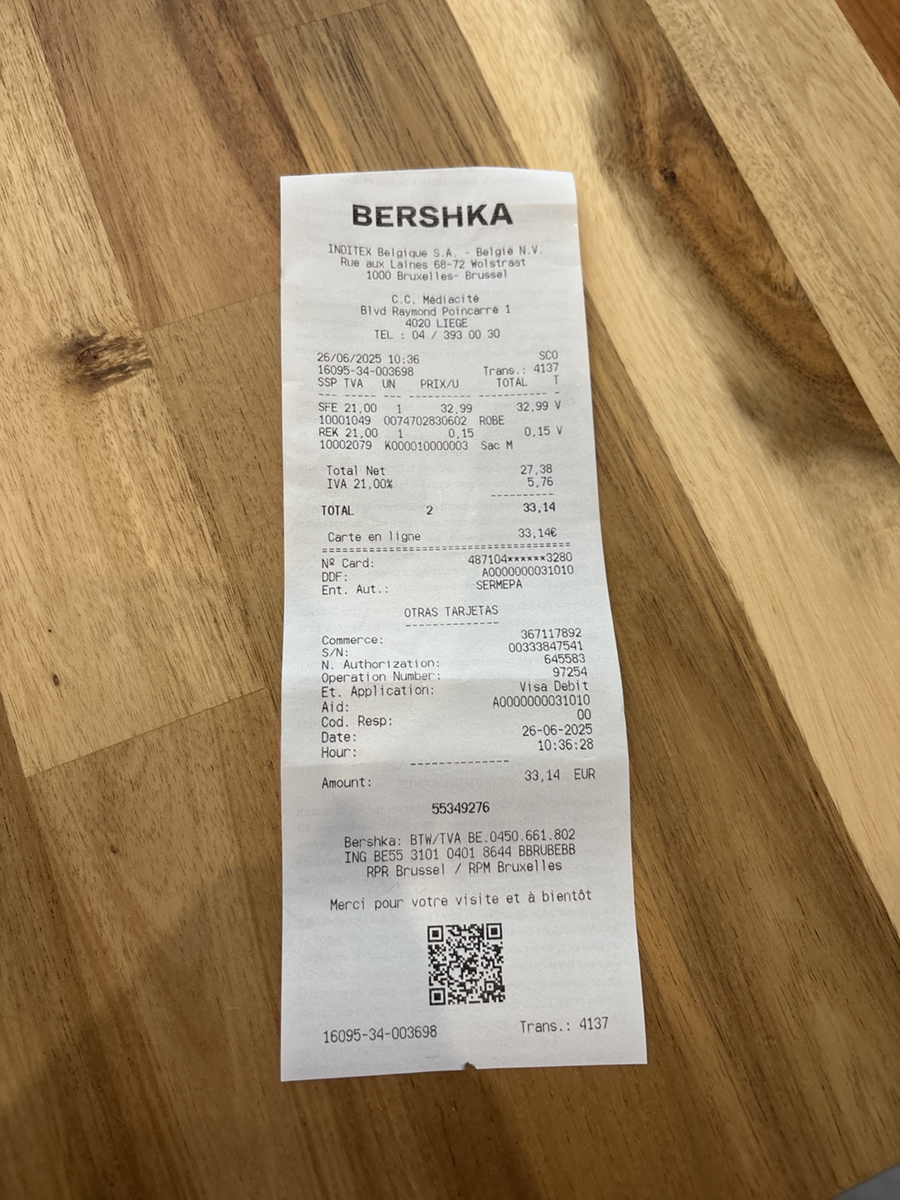 BERSHKA
INDITEX Belgique S.A. - België N.V.
Rue aux Laines 68-72 Wolstraat
1000 Bruxelles- Brussel
C.C. Médiacité
Blvd Raymond Poincarré 1
4020 LIEGE
TEL : 04 / 393 00 30
26/06/2025 10:36 SCO
16095-34-003698 Trans.: 4137
SSP TVA UN PRIX/U TOTAL T
--- ----- --- ---------- ----------- -
SFE 21,00 1 32,99 32,99 V
10001049 0074702830602 ROBE
REK 21,00 1 0,15 0,15 V
10002079 K000010000003 Sac M
Total Net 27,38
IVA 21,00% 5,76
----------
TOTAL 2 33,14
Carte en ligne 33,14€
========================================
Nº Card: 487104******3280
DDF: A0000000031010
Ent. Aut.: SERMEPA
OTRAS TARJETAS
--------------
Commerce: 367117892
S/N: 00333847541
N. Authorization: 645583
Operation Number: 97254
Et. Application: Visa Debit
Aid: A0000000031010
Cod. Resp: 00
Date: 26-06-2025
Hour: 10:36:28
--------------
Amount: 33,14 EUR
55349276
Bershka: BTW/TVA BE.0450.661.802
ING BE55 3101 0401 8644 BBRUBEBB
RPR Brussel / RPM Bruxelles
Merci pour votre visite et à bientôt
16095-34-003698 Trans.: 4137